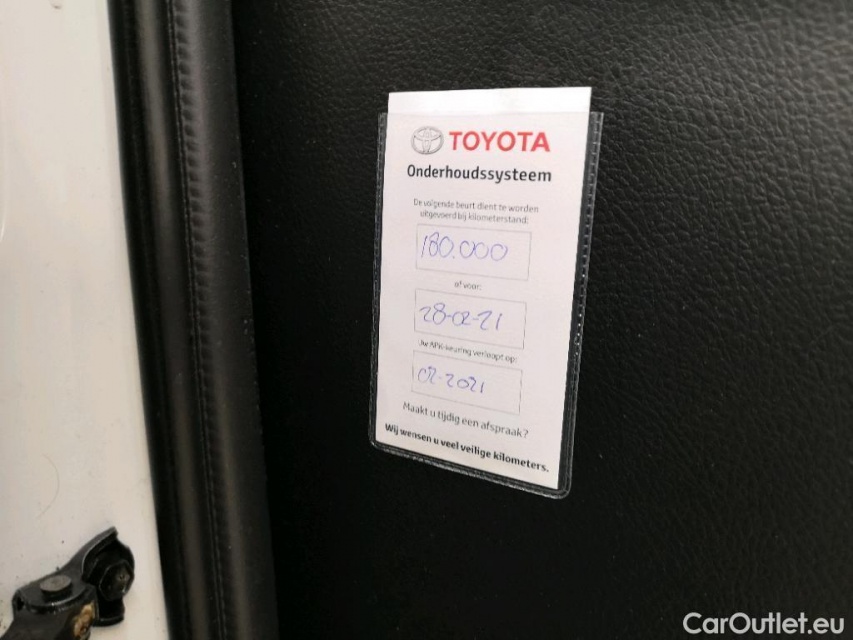 TOYOTA
Onderhoudssysteem
De volgende beurt dient te worden
uitgevoerd bij kilometerstand:
180.000
of voor:
28-02-21
Uw APK-keuring verloopt op:
02-2021
Maakt u tijdig een afspraak?
Wij wensen u veel veilige kilometers.
CarOutlet.eu